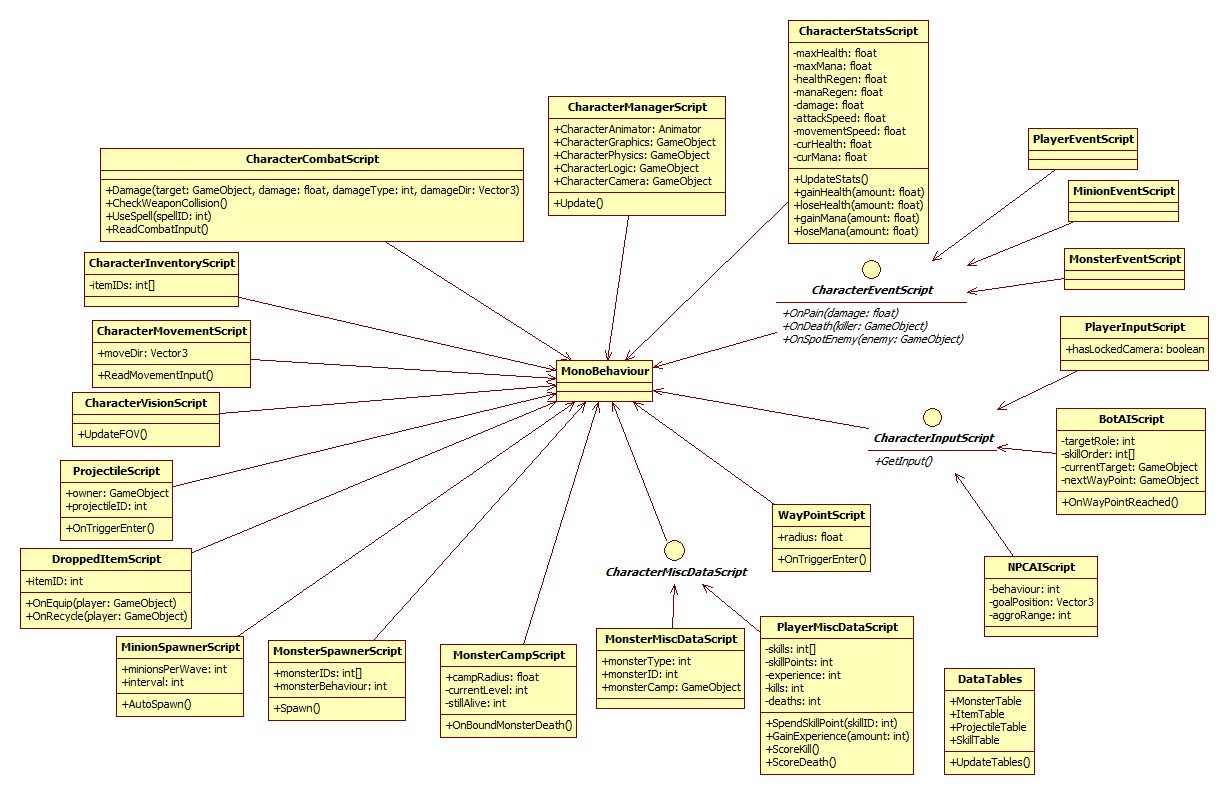 CharacterStatsScript
-maxHealth: float
-maxMana: float
-healthRegen: float
-manaRegen: float
-damage: float
-attackSpeed: float
-movementSpeed: float
-curHealth: float
-curMana: float
+UpdateStats()
+gainHealth(amount: float)
+loseHealth(amount: float)
+gainMana(amount: float)
+loseMana(amount: float)
CharacterManagerScript
+CharacterAnimator: Animator
+CharacterGraphics: GameObject
+CharacterPhysics: GameObject
+CharacterLogic: GameObject
+CharacterCamera: GameObject
+Update()
PlayerEventScript
CharacterCombatScript
+Damage(target: GameObject, damage: float, damageType: int, damageDir: Vector3)
+CheckWeaponCollision()
+UseSpell(spellID: int)
+ReadCombatInput()
MinionEventScript
MonsterEventScript
CharacterInventoryScript
-itemIDs: int[]
CharacterEventScript
+OnPain(damage: float)
+OnDeath(killer: GameObject)
+OnSpotEnemy(enemy: GameObject)
CharacterMovementScript
+moveDir: Vector3
+ReadMovementInput()
PlayerInputScript
+hasLockedCamera: boolean
MonoBehaviour
CharacterVisionScript
+UpdateFOV()
CharacterInputScript
+GetInput()
BotAIScript
-targetRole: int
-skillOrder: int[]
-currentTarget: GameObject
-nextWayPoint: GameObject
+OnWayPointReached()
ProjectileScript
+owner: GameObject
+projectileID: int
+OnTriggerEnter()
WayPointScript
+radius: float
+OnTriggerEnter()
DroppedItemScript
+itemID: int
+OnEquip(player: GameObject)
+OnRecycle(player: GameObject)
CharacterMiscDataScript
NPCAIScript
-behaviour: int
-goalPosition: Vector3
-aggroRange: int
MinionSpawnerScript
+minionsPerWave: int
+interval: int
+AutoSpawn()
MonsterSpawnerScript
+monsterIDs: int[]
+monsterBehaviour: int
+Spawn()
MonsterCampScript
+campRadius: float
-currentLevel: int
-stillAlive: int
+OnBoundMonsterDeath()
MonsterMiscDataScript
+monsterType: int
+monsterID: int
+monsterCamp: GameObject
PlayerMiscDataScript
-skills: int[]
-skillPoints: int
-experience: int
-kills: int
-deaths: int
+SpendSkillPoint(skillID: int)
+GainExperience(amount: int)
+ScoreKill()
+ScoreDeath()
DataTables
+MonsterTable
+ItemTable
+ProjectileTable
+SkillTable
+UpdateTables()